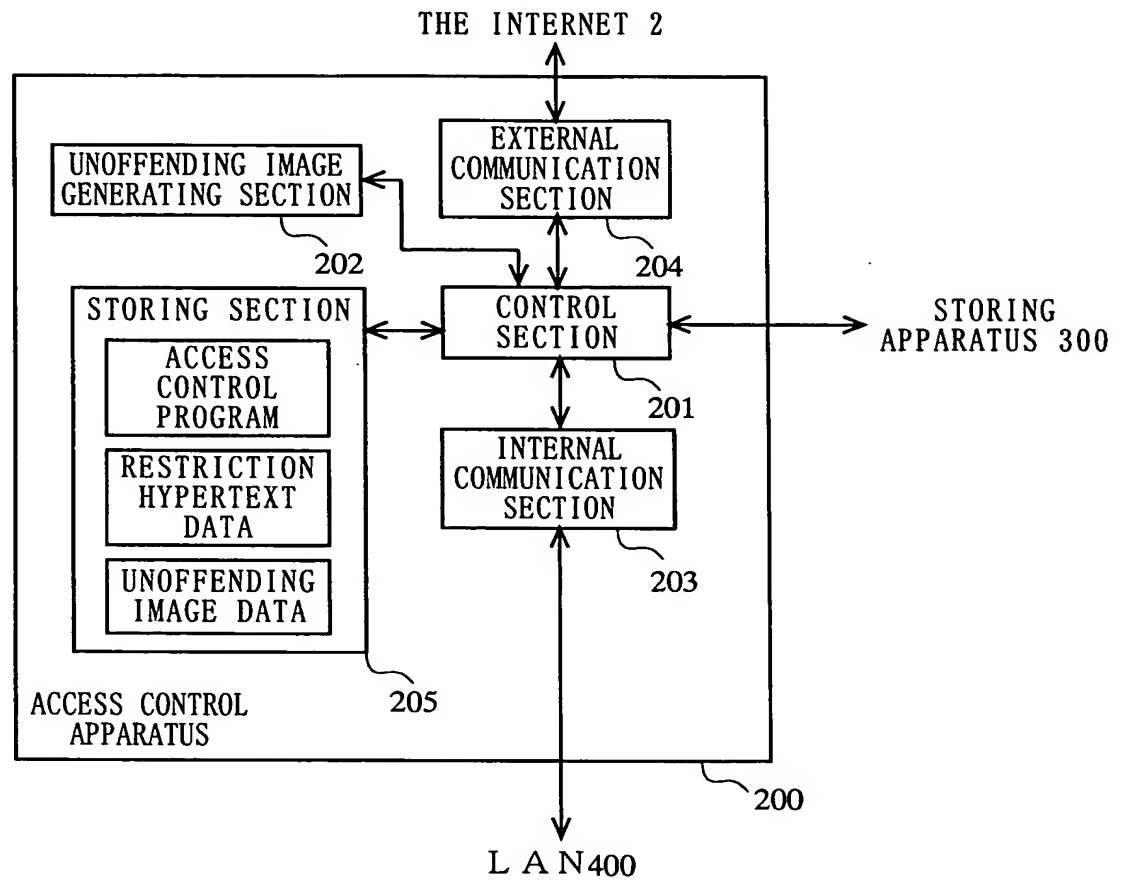 THE INTERNET 2
EXTERNAL
COMMUNICATION
SECTION
204
UNOFFENDING IMAGE
GENERATING SECTION
202
STORING SECTION
ACCESS
CONTROL
PROGRAM
RESTRICTION
HYPERTEXT
DATA
UNOFFENDING
IMAGE DATA
205
CONTROL
SECTION
201
STORING
APPARATUS 300
INTERNAL
COMMUNICATION
SECTION
203
ACCESS CONTROL
APPARATUS
200
LAN400